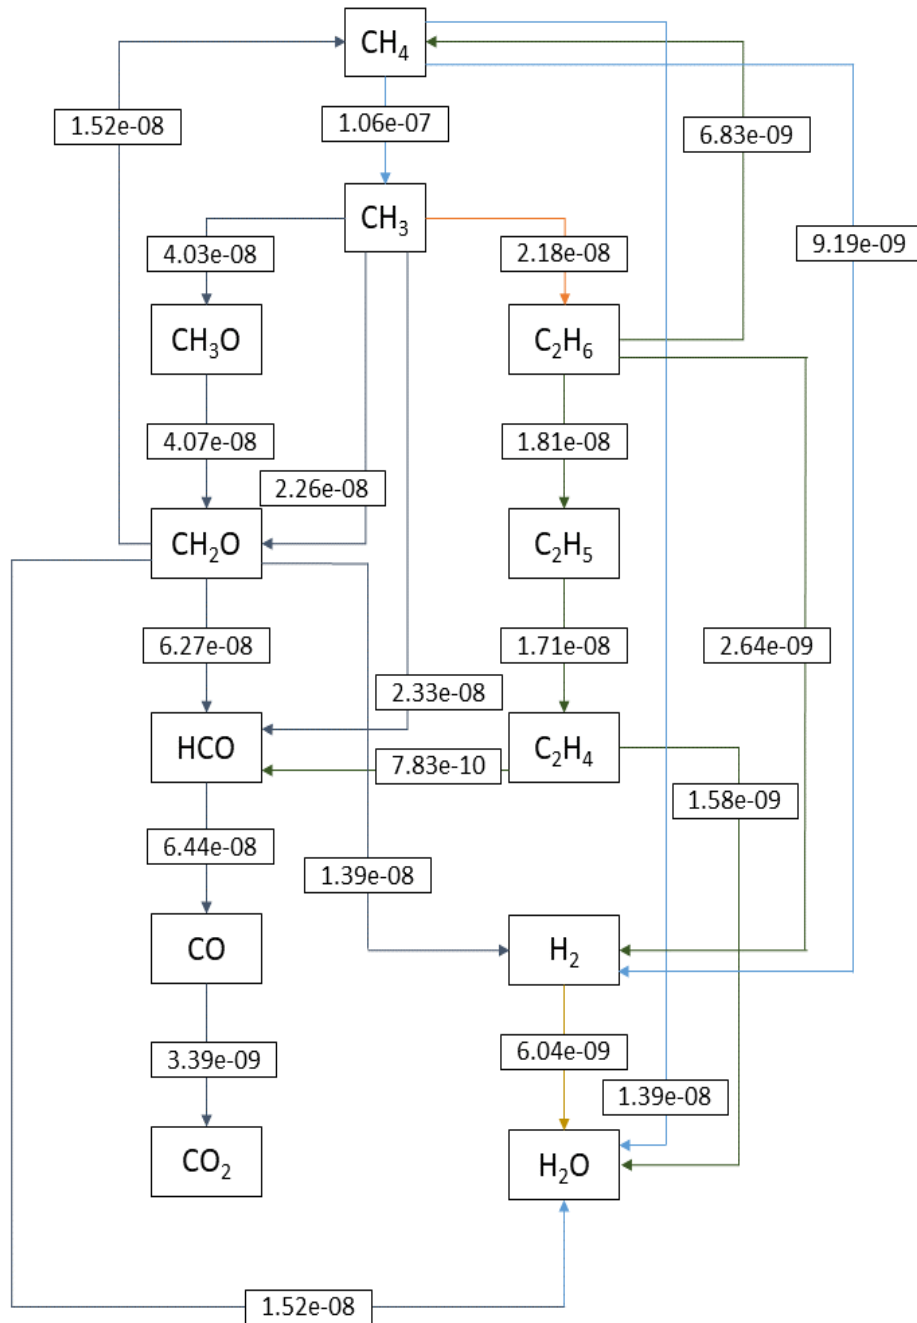 CH₄
1.52e-08
1.06e-07
6.83e-09
CH₃
9.19e-09
4.03e-08
2.18e-08
CH₃O
C₂H₆
4.07e-08
1.81e-08
2.26e-08
CH₂O
C₂H₅
6.27e-08
1.71e-08
2.64e-09
2.33e-08
HCO
C₂H₄
7.83e-10
1.58e-09
6.44e-08
1.39e-08
CO
H₂
3.39e-09
6.04e-09
1.39e-08
CO₂
H₂O
1.52e-08